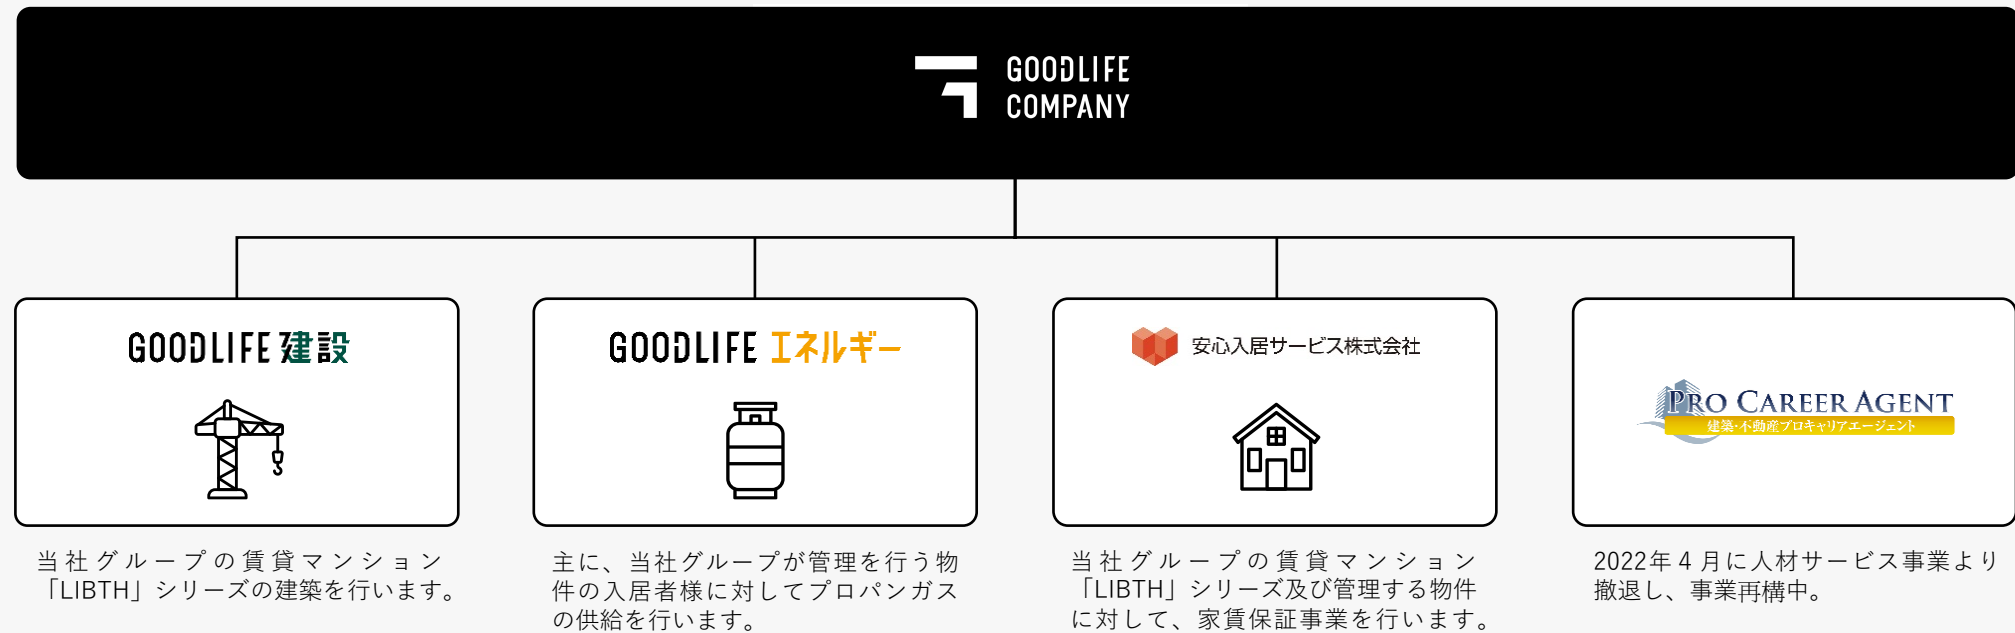 GOODLIFE
COMPANY
GOODLIFE 建設
当社グループの賃貸マンション
「LIBTH」シリーズの建築を行います。
GOODLIFE エネルギー
主に、当社グループが管理を行う物
件の入居者様に対してプロパンガス
の供給を行います。
安心入居サービス株式会社
当社グループの賃貸マンション
「LIBTH」シリーズ及び管理する物件
に対して、家賃保証事業を行います。
PRO CAREER AGENT
建築・不動産プロキャリアエージェント
2022年４月に人材サービス事業より
撤退し、事業再構中。